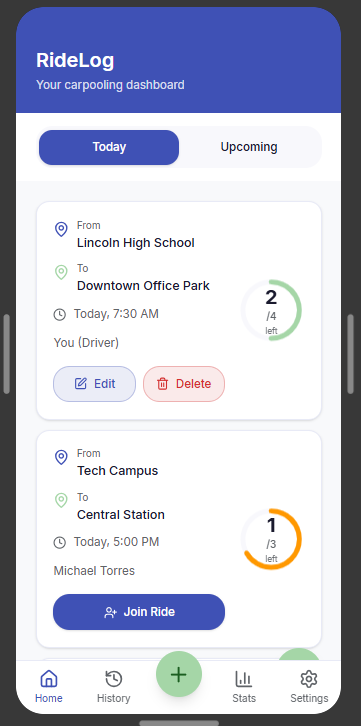 RideLog
Your carpooling dashboard
Today
Upcoming
From
Lincoln High School
To
Downtown Office Park
Today, 7:30 AM
You (Driver)
2
/4
left
Edit
Delete
From
Tech Campus
To
Central Station
Today, 5:00 PM
Michael Torres
1
/3
left
Join Ride
Home
History
Stats
Settings